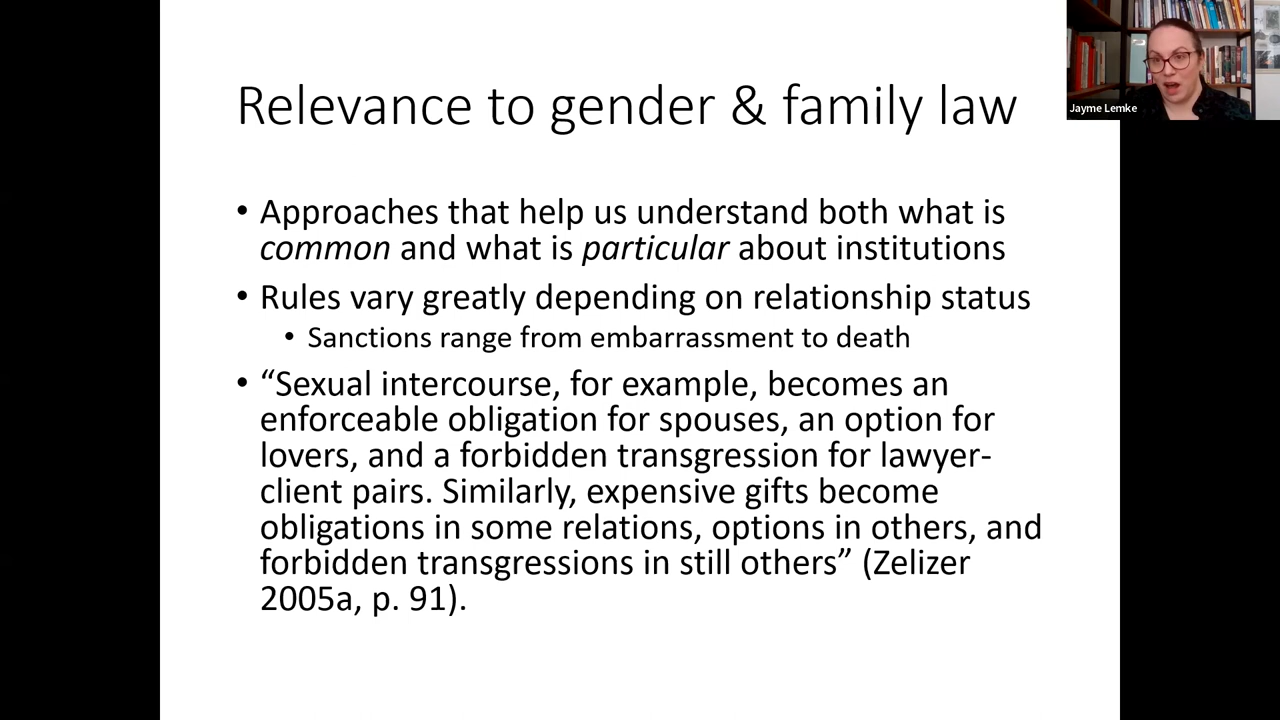 Relevance to gender & family law
Jayme Lemke
• Approaches that help us understand both what is
common and what is particular about institutions
• Rules vary greatly depending on relationship status
• Sanctions range from embarrassment to death
• “Sexual intercourse, for example, becomes an
enforceable obligation for spouses, an option for
lovers, and a forbidden transgression for lawyer-
client pairs. Similarly, expensive gifts become
obligations in some relations, options in others, and
forbidden transgressions in still others” (Zelizer
2005a, p. 91).